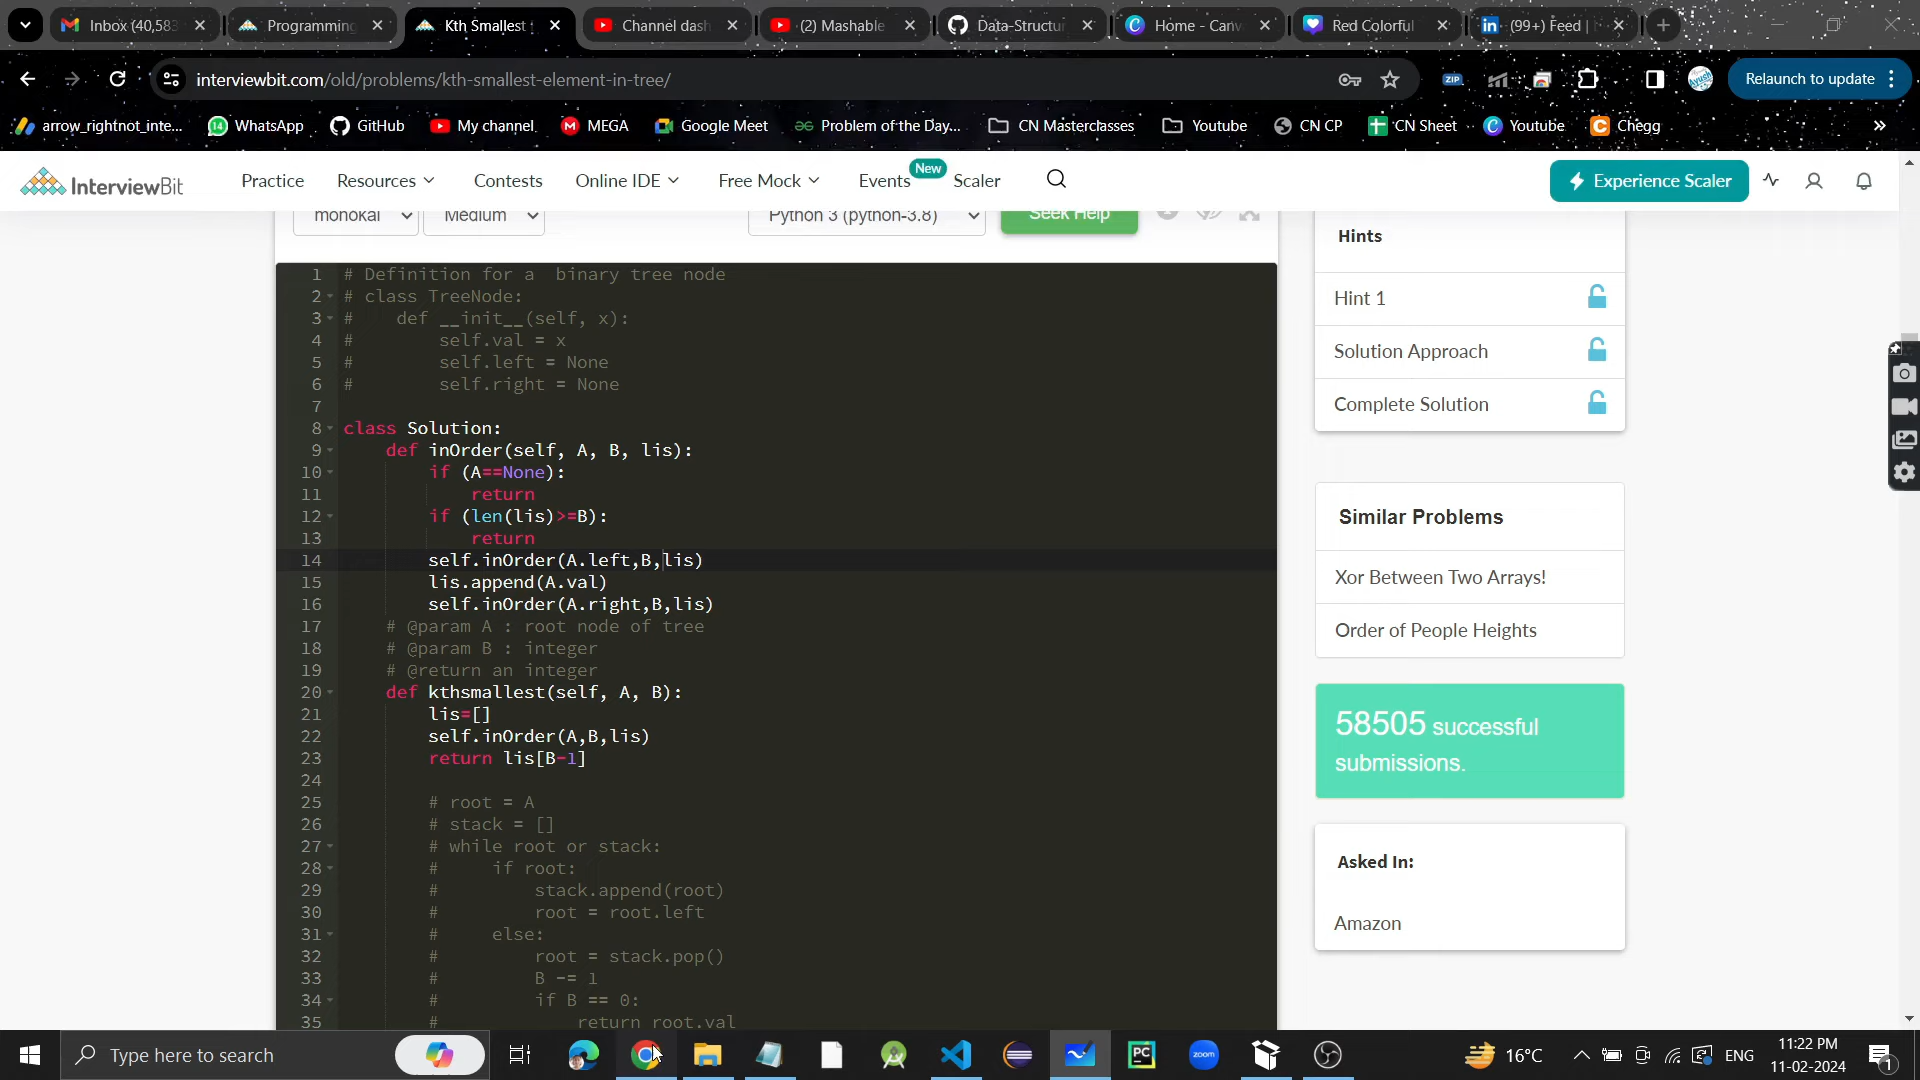 Inbox (40,583
Programming
Kth Smallest
Channel dash
(2) Mashable
Data-Structu
Home - Canv
Red Colorful
(99+) Feed |
interviewbit.com/old/problems/kth-smallest-element-in-tree/
ZIP
Relaunch to update
arrow_rightnot_inte...
WhatsApp
GitHub
My channel
MEGA
Google Meet
Problem of the Day...
CN Masterclasses
Youtube
CN CP
CN Sheet
Youtube
Chegg
InterviewBit
Practice
Resources
Contests
Online IDE
Free Mock
Events
New
Scaler
Experience Scaler
monokai
Medium
Python 3 (python-3.8)
Seek Help
1 # Definition for a  binary tree node
2 # class TreeNode:
3 #    def __init__(self, x):
4 #        self.val = x
5 #        self.left = None
6 #        self.right = None
7
8 class Solution:
9     def inOrder(self, A, B, lis):
10         if (A==None):
11             return
12         if (len(lis)>=B):
13             return
14         self.inOrder(A.left,B,lis)
15         lis.append(A.val)
16         self.inOrder(A.right,B,lis)
17     # @param A : root node of tree
18     # @param B : integer
19     # @return an integer
20     def kthsmallest(self, A, B):
21         lis=[]
22         self.inOrder(A,B,lis)
23         return lis[B-1]
24
25         # root = A
26         # stack = []
27         # while root or stack:
28         #     if root:
29         #         stack.append(root)
30         #         root = root.left
31         #     else:
32         #         root = stack.pop()
33         #         B -= 1
34         #         if B == 0:
35         #             return root.val
Hints
Hint 1
Solution Approach
Complete Solution
Similar Problems
Xor Between Two Arrays!
Order of People Heights
58505 successful
submissions.
Asked In:
Amazon
Type here to search
PC
zoom
16°C
ENG
11:22 PM
11-02-2024
1